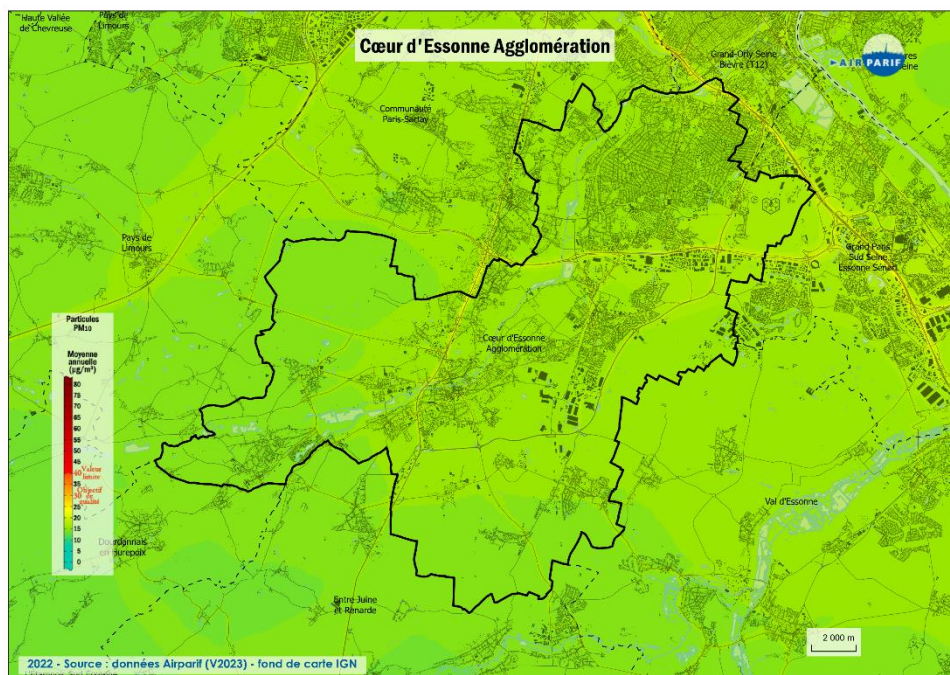 Haute Vallée
de Chevreuse
Pays de
Limours
Cœur d'Essonne Agglomération
Grand-Orly Seine
Bièvre (T12)
AIRPARIF
Seine
Communauté
Paris-Saclay
Pays de
Limours
Grand Paris
Sud Seine
Essonne Sénart
Cœur d'Essonne
Agglomération
Particules
PM10
Moyenne
annuelle
(µg/m³)
80
75
70
65
60
55
50
45
40 Valeur
limite
35
30 Objectif
de
qualité
25
20
15
10
5
0
Val d'Essonne
Dourdannais
en Hurepoix
Entre Juine
et Renarde
2 000 m
2022 - Source : données Airparif (V2023) - fond de carte IGN